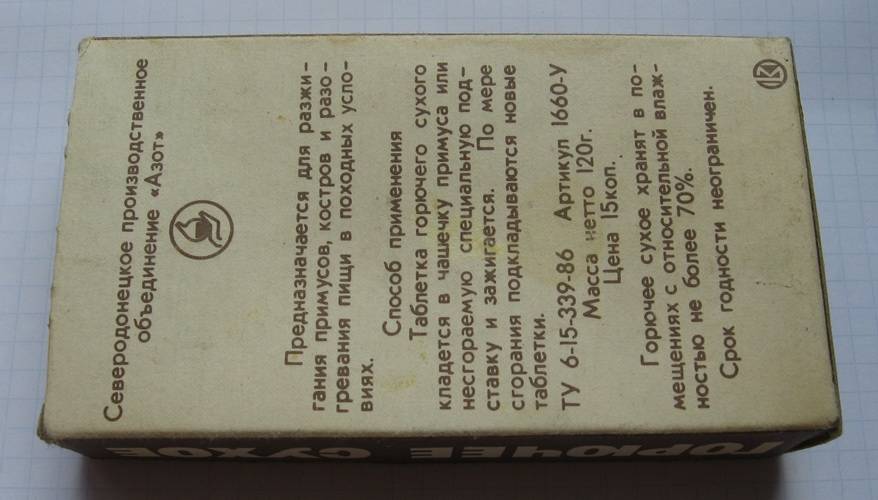 Северодонецкое производственное
объединение «Азот»
Предназначается для разжи-
гания примусов, костров и разо-
гревания пищи в походных усло-
виях.
Способ применения
Таблетка горючего сухого
кладется в чашечку примуса или
несгораемую специальную под-
ставку и зажигается. По мере
сгорания подкладываются новые
таблетки.
ТУ 6-15-339-86 Артикул 1660-У
Масса нетто 120г.
Цена 15коп.
Горючее сухое хранят в по-
мещениях с относительной влаж-
ностью не более 70%.
Срок годности неограничен.
ГОРЮЧЕЕ СУХОЕ